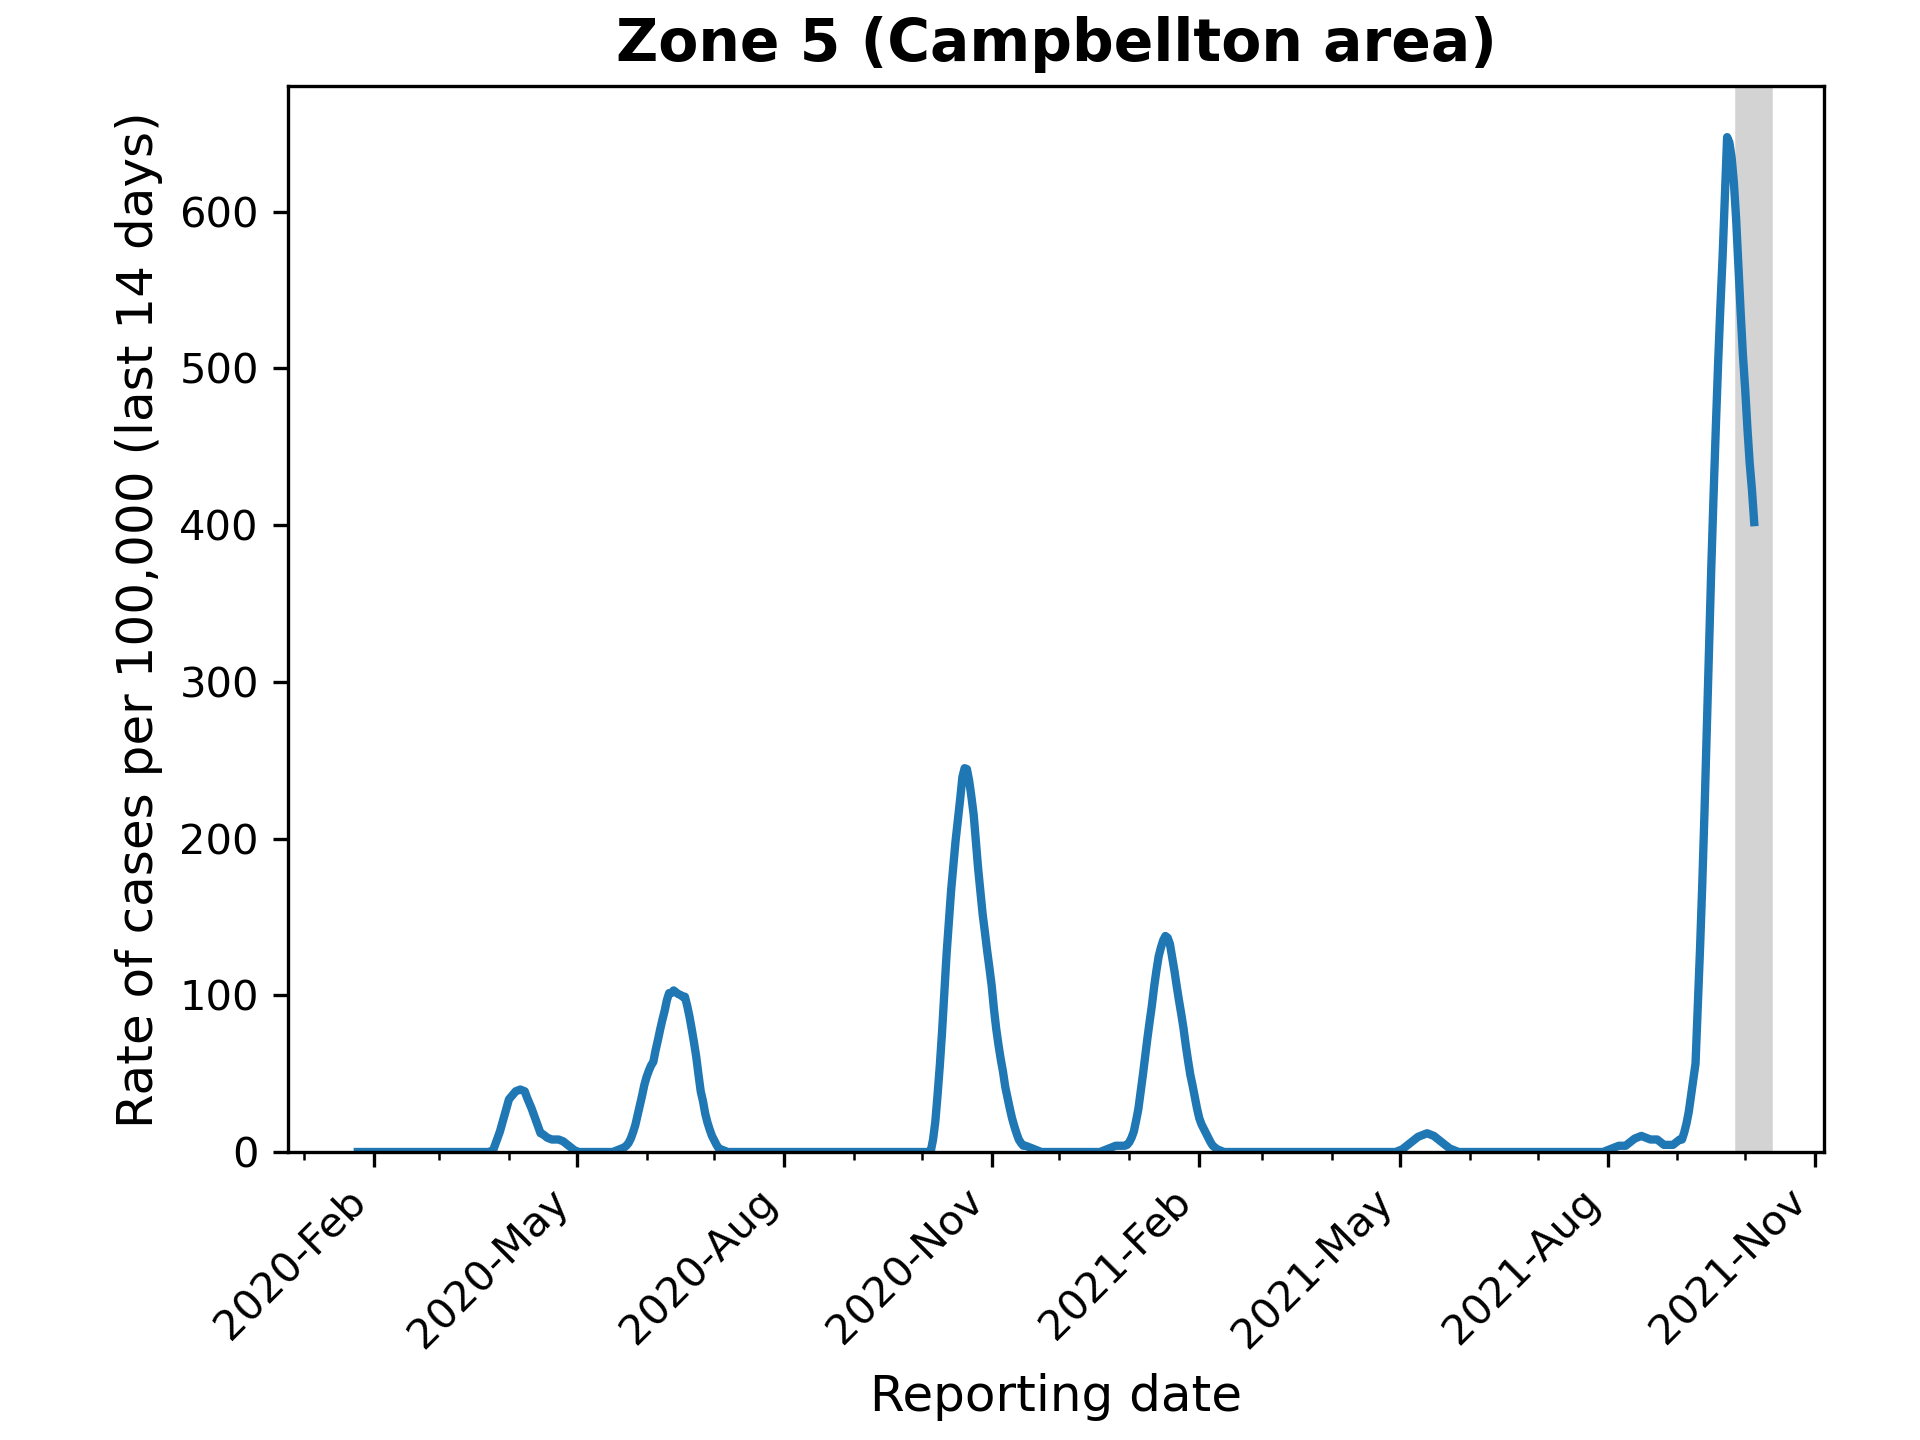 Zone 5 (Campbellton area)
Rate of cases per 100,000 (last 14 days)
600
500
400
300
200
100
0
2020-Feb
2020-May
2020-Aug
2020-Nov
2021-Feb
2021-May
2021-Aug
2021-Nov
Reporting date